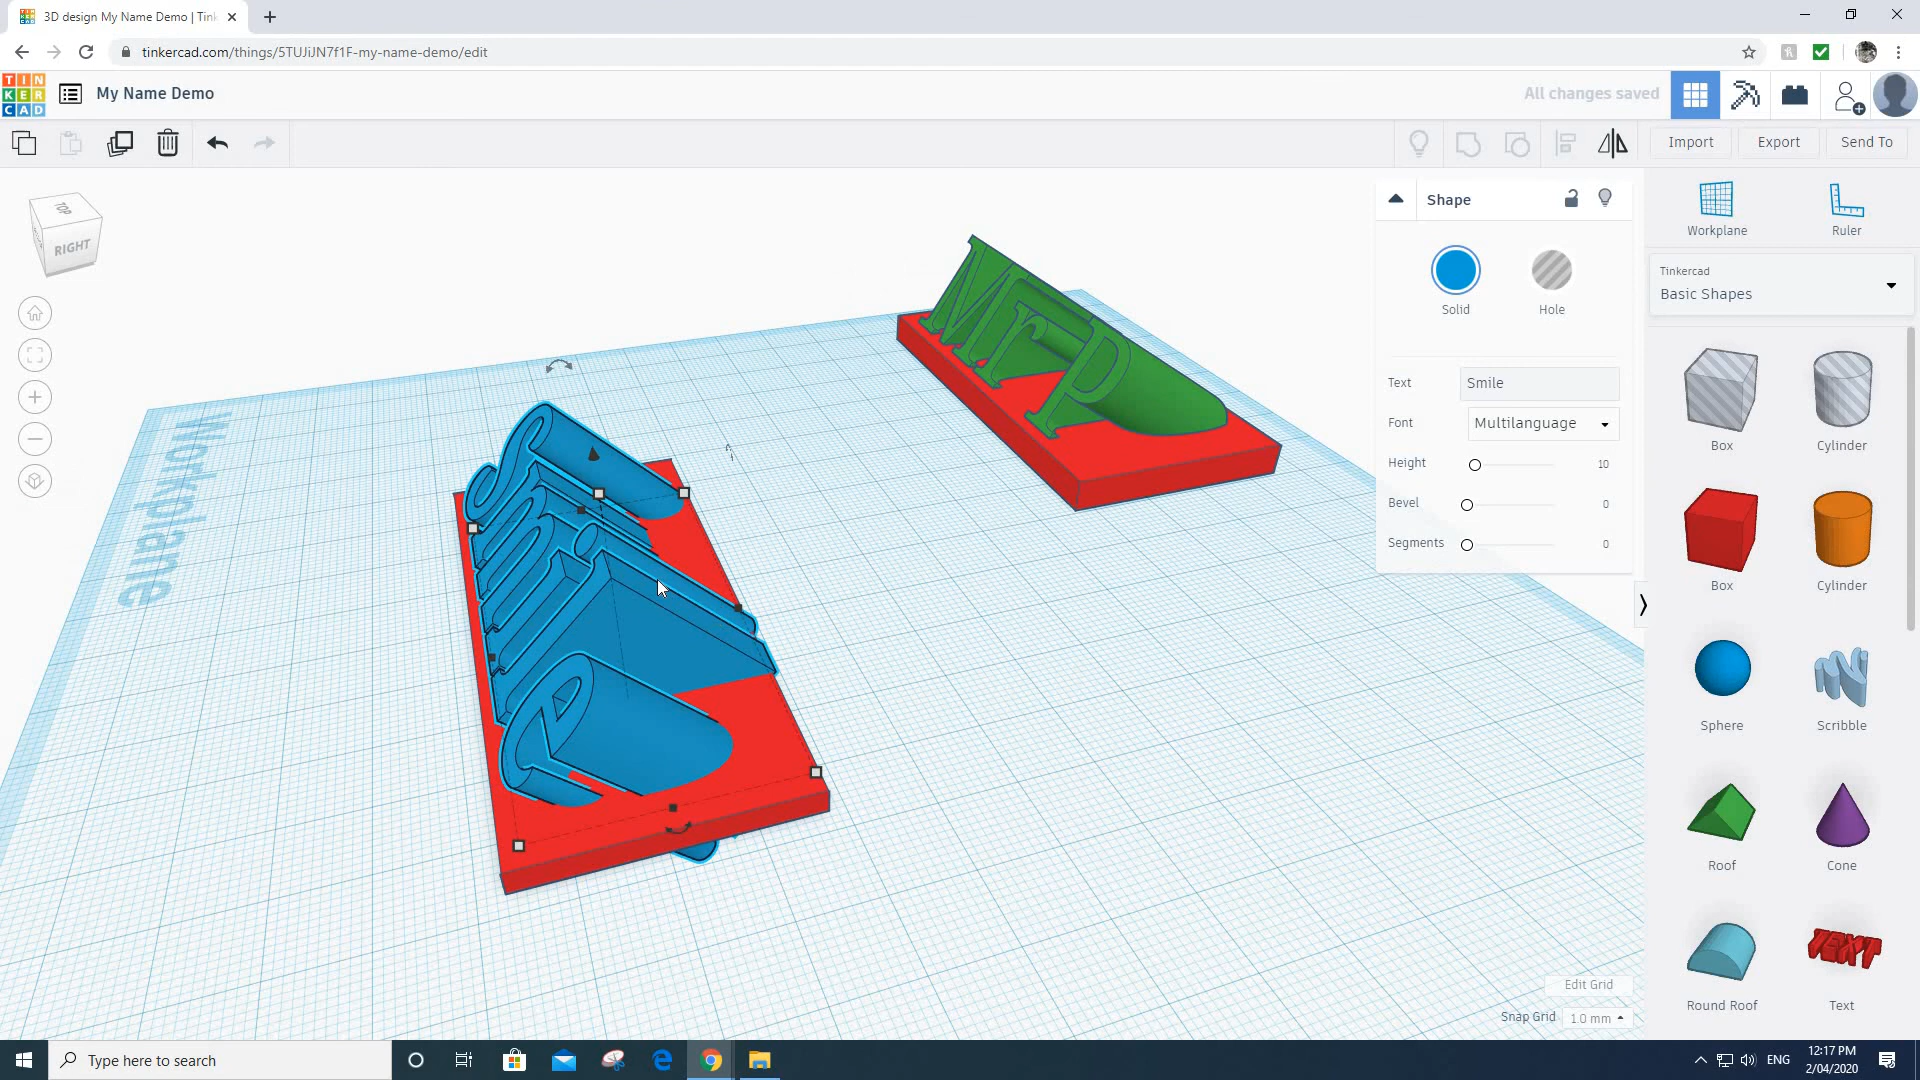 3D design My Name Demo | Tink
tinkercad.com/things/5TUJiJN7f1F-my-name-demo/edit
TIN
KER
CAD
My Name Demo
All changes saved
Import
Export
Send To
TOP
RIGHT
Workplane
Smile
Mr P
Shape
Solid
Hole
Text
Smile
Font
Multilanguage
Height
10
Bevel
0
Segments
0
Workplane
Ruler
Tinkercad
Basic Shapes
Box
Cylinder
Box
Cylinder
Sphere
Scribble
Roof
Cone
Round Roof
TEXT
Text
Edit Grid
Snap Grid
1.0 mm
Type here to search
ENG
12:17 PM
2/04/2020